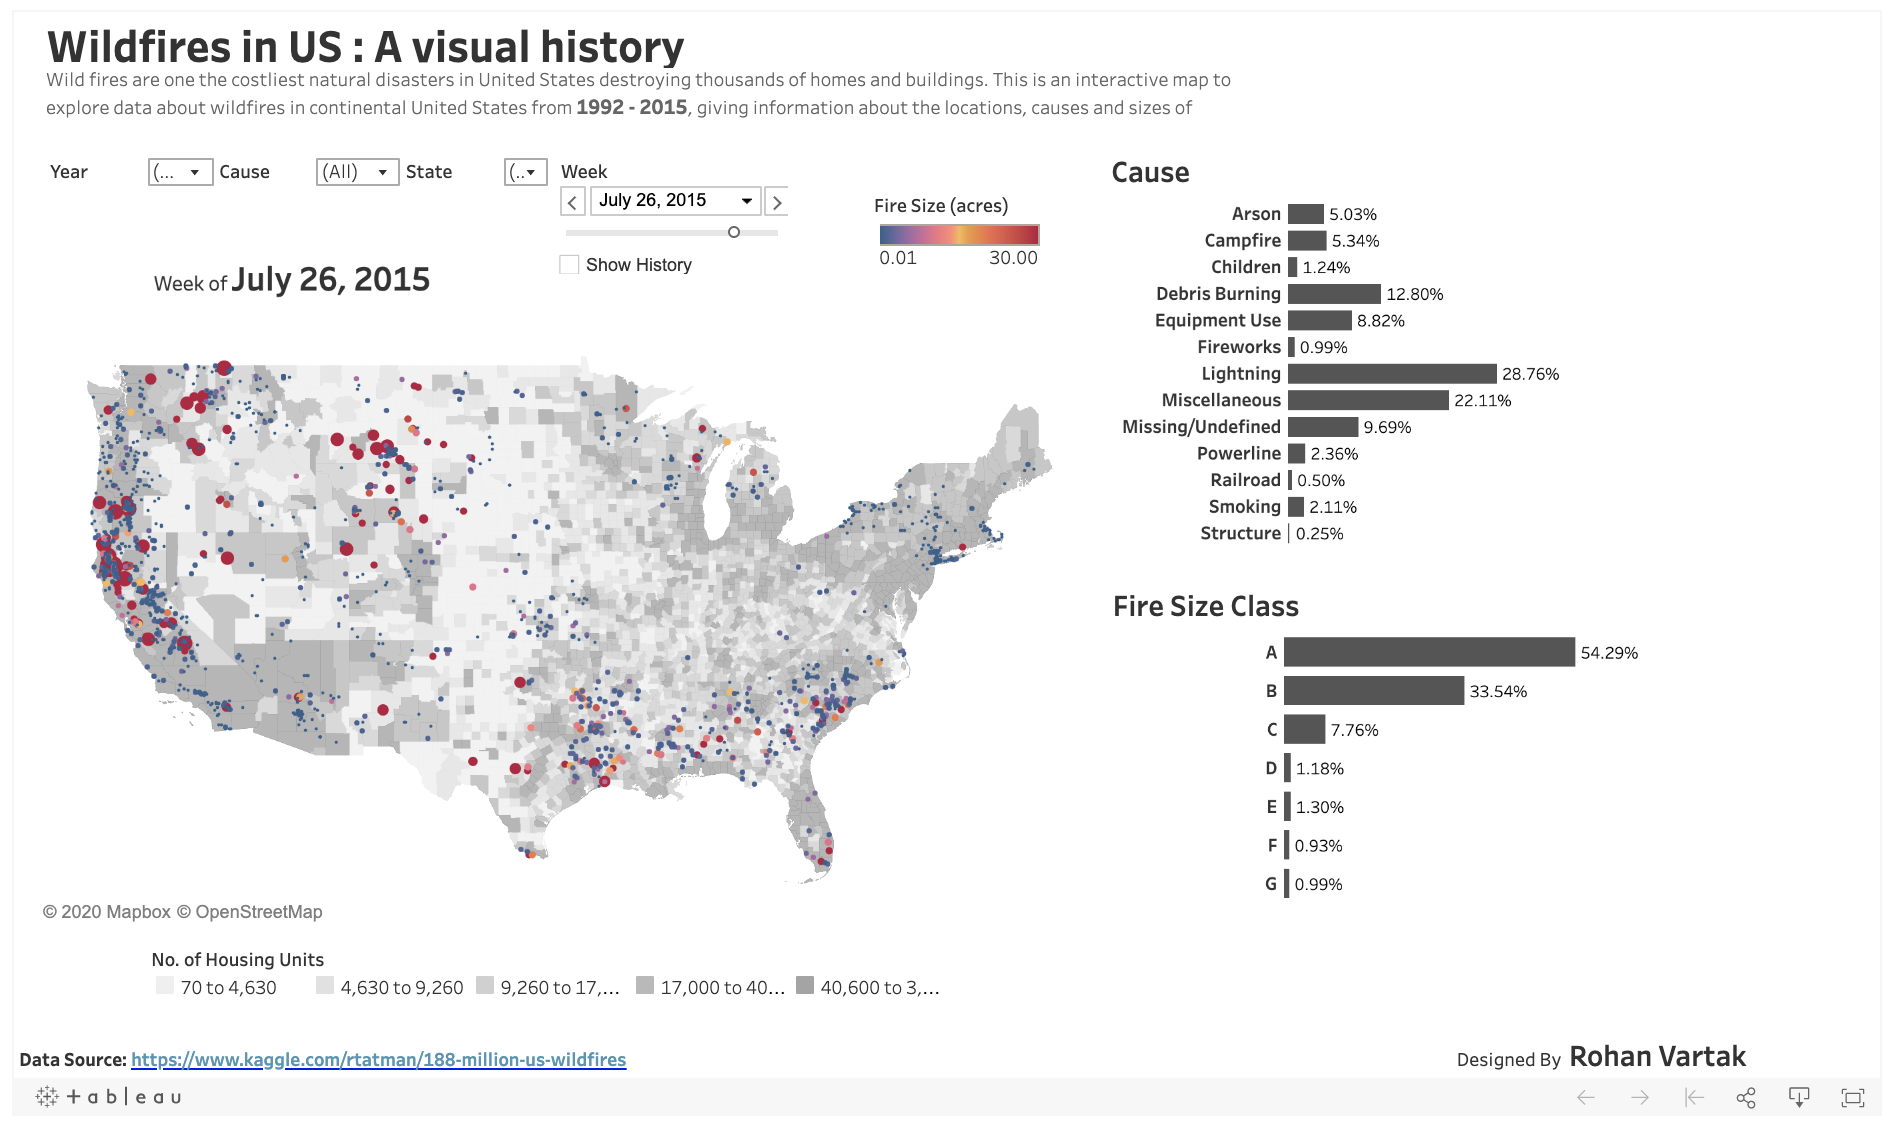 Wildfires in US : A visual history
Wild fires are one the costliest natural disasters in United States destroying thousands of homes and buildings. This is an interactive map to
explore data about wildfires in continental United States from 1992 - 2015, giving information about the locations, causes and sizes of
Year (... Cause (All) State (.. Week
July 26, 2015
Show History
Fire Size (acres)
0.01 30.00
Week of July 26, 2015
© 2020 Mapbox © OpenStreetMap
No. of Housing Units
70 to 4,630 4,630 to 9,260 9,260 to 17,... 17,000 to 40... 40,600 to 3,...
Cause
Arson 5.03%
Campfire 5.34%
Children 1.24%
Debris Burning 12.80%
Equipment Use 8.82%
Fireworks 0.99%
Lightning 28.76%
Miscellaneous 22.11%
Missing/Undefined 9.69%
Powerline 2.36%
Railroad 0.50%
Smoking 2.11%
Structure 0.25%
Fire Size Class
A 54.29%
B 33.54%
C 7.76%
D 1.18%
E 1.30%
F 0.93%
G 0.99%
Data Source: https://www.kaggle.com/rtatman/188-million-us-wildfires
Designed By Rohan Vartak
+ableau